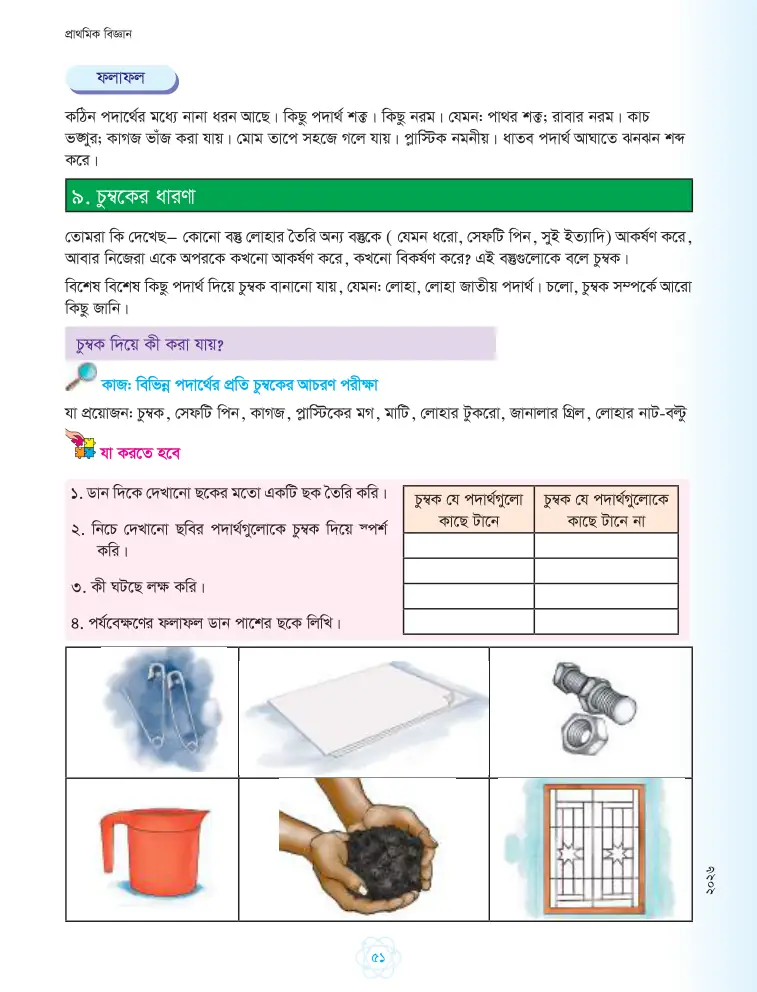 প্রাথমিক বিজ্ঞান
ফলাফল
কঠিন পদার্থের মধ্যে নানা ধরন আছে। কিছু পদার্থ শক্ত। কিছু নরম। যেমন: পাথর শক্ত; রাবার নরম। কাচ
ভঙ্গুর; কাগজ ভাঁজ করা যায়। মোম তাপে সহজে গলে যায়। প্লাস্টিক নমনীয়। ধাতব পদার্থ আঘাতে ঝনঝন শব্দ
করে।
৯. চুম্বকের ধারণা
তোমরা কি দেখেছ– কোনো বস্তু লোহার তৈরি অন্য বস্তুকে ( যেমন ধরো, সেফটি পিন, সুই ইত্যাদি) আকর্ষণ করে,
আবার নিজেরা একে অপরকে কখনো আকর্ষণ করে, কখনো বিকর্ষণ করে? এই বস্তুগুলোকে বলে চুম্বক।
বিশেষ বিশেষ কিছু পদার্থ দিয়ে চুম্বক বানানো যায়, যেমন: লোহা, লোহা জাতীয় পদার্থ। চলো, চুম্বক সম্পর্কে আরো
কিছু জানি।
চুম্বক দিয়ে কী করা যায়?
কাজ: বিভিন্ন পদার্থের প্রতি চুম্বকের আচরণ পরীক্ষা
যা প্রয়োজন: চুম্বক, সেফটি পিন, কাগজ, প্লাস্টিকের মগ, মাটি, লোহার টুকরো, জানালার গ্রিল, লোহার নাট-বল্টু
যা করতে হবে
১. ডান দিকে দেখানো ছকের মতো একটি ছক তৈরি করি।
২. নিচে দেখানো ছবির পদার্থগুলোকে চুম্বক দিয়ে স্পর্শ
করি।
৩. কী ঘটছে লক্ষ করি।
৪. পর্যবেক্ষণের ফলাফল ডান পাশের ছকে লিখি।
চুম্বক যে পদার্থগুলো
কাছে টানে
চুম্বক যে পদার্থগুলোকে
কাছে টানে না
২০২৬
৫১